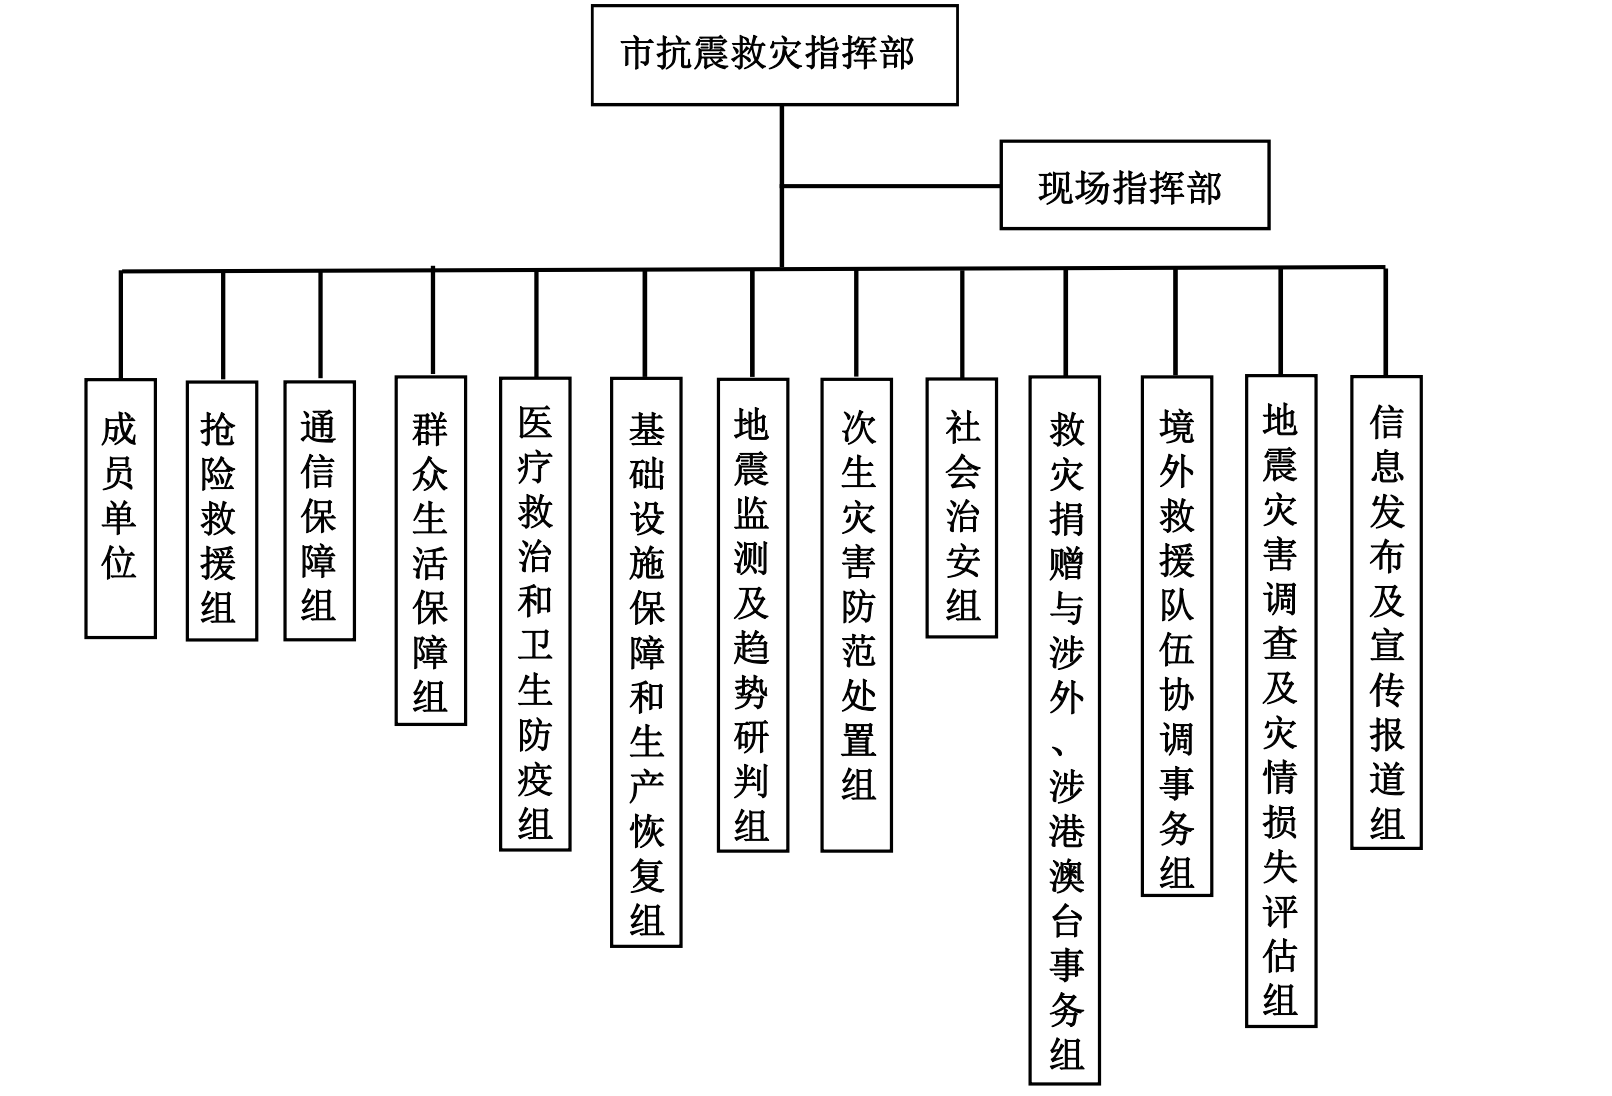 市抗震救灾指挥部
现场指挥部
成员单位
抢险救援组
通信保障组
群众生活保障组
医疗救治和卫生防疫组
基础设施保障和生产恢复组
地震监测及趋势研判组
次生灾害防范处置组
社会治安组
救灾捐赠与涉外、涉港澳台事务组
境外救援队伍协调事务组
地震灾害调查及灾情损失评估组
信息发布及宣传报道组